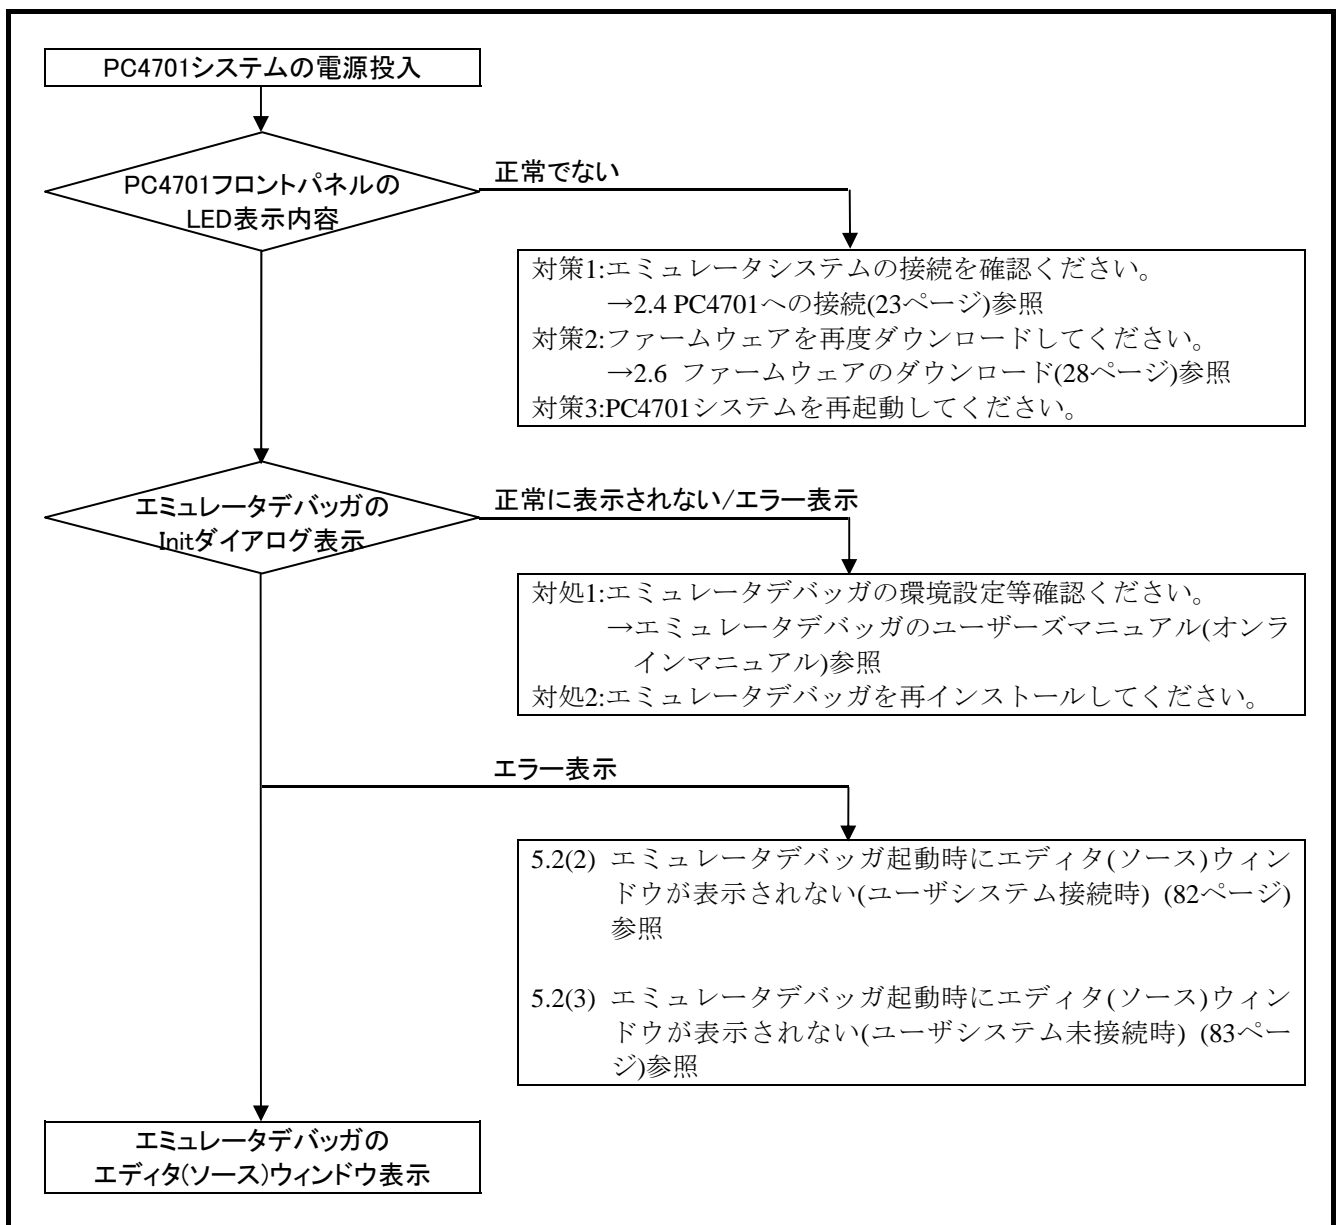 PC4701システムの電源投入
PC4701フロントパネルの
LED表示内容
正常でない
対策1:エミュレータシステムの接続を確認ください。
→2.4 PC4701への接続(23ページ)参照
対策2:ファームウェアを再度ダウンロードしてください。
→2.6 ファームウェアのダウンロード(28ページ)参照
対策3:PC4701システムを再起動してください。
エミュレータデバッガの
Initダイアログ表示
正常に表示されない/エラー表示
対処1:エミュレータデバッガの環境設定等確認ください。
→エミュレータデバッガのユーザーズマニュアル(オンラ
インマニュアル)参照
対処2:エミュレータデバッガを再インストールしてください。
エラー表示
5.2(2) エミュレータデバッガ起動時にエディタ(ソース)ウィン
ドウが表示されない(ユーザシステム接続時) (82ページ)
参照
5.2(3) エミュレータデバッガ起動時にエディタ(ソース)ウィン
ドウが表示されない(ユーザシステム未接続時) (83ペー
ジ)参照
エミュレータデバッガの
エディタ(ソース)ウィンドウ表示